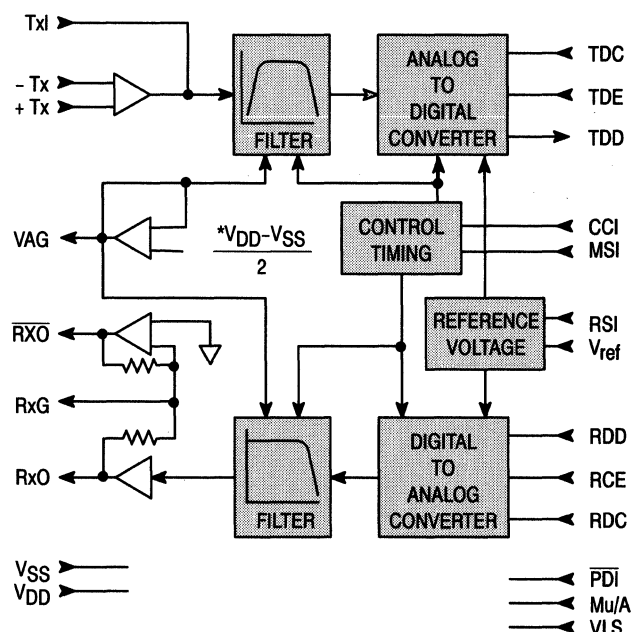 TxI
– Tx
+ Tx
FILTER
ANALOG
TO
DIGITAL
CONVERTER
TDC
TDE
TDD
VAG
*VDD–VSS
2
CONTROL
TIMING
CCI
MSI
REFERENCE
VOLTAGE
RSI
Vref
RXO
RxG
RxO
FILTER
DIGITAL
TO
ANALOG
CONVERTER
RDD
RCE
RDC
VSS
VDD
PDI
Mu/A
VLS